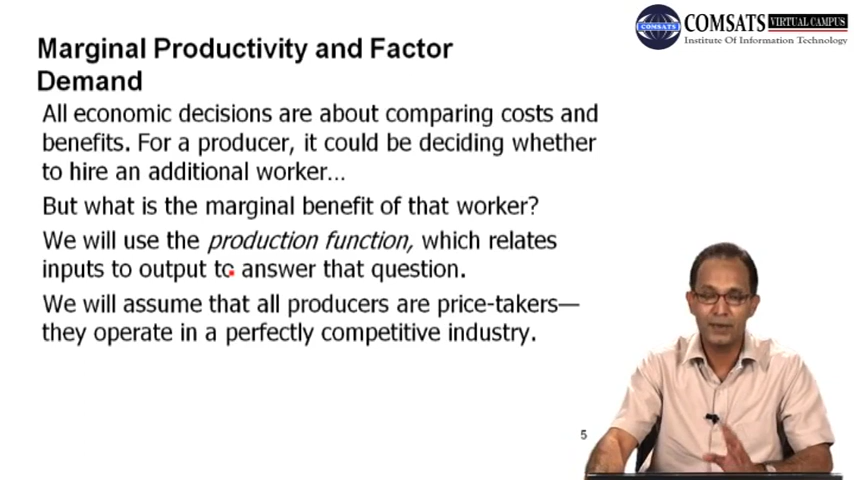 COMSATS VIRTUAL CAMPUS
COMSATS
Institute Of Information Technology
Marginal Productivity and Factor
Demand
All economic decisions are about comparing costs and
benefits. For a producer, it could be deciding whether
to hire an additional worker...
But what is the marginal benefit of that worker?
We will use the production function, which relates
inputs to output to answer that question.
We will assume that all producers are price-takers—
they operate in a perfectly competitive industry.
5